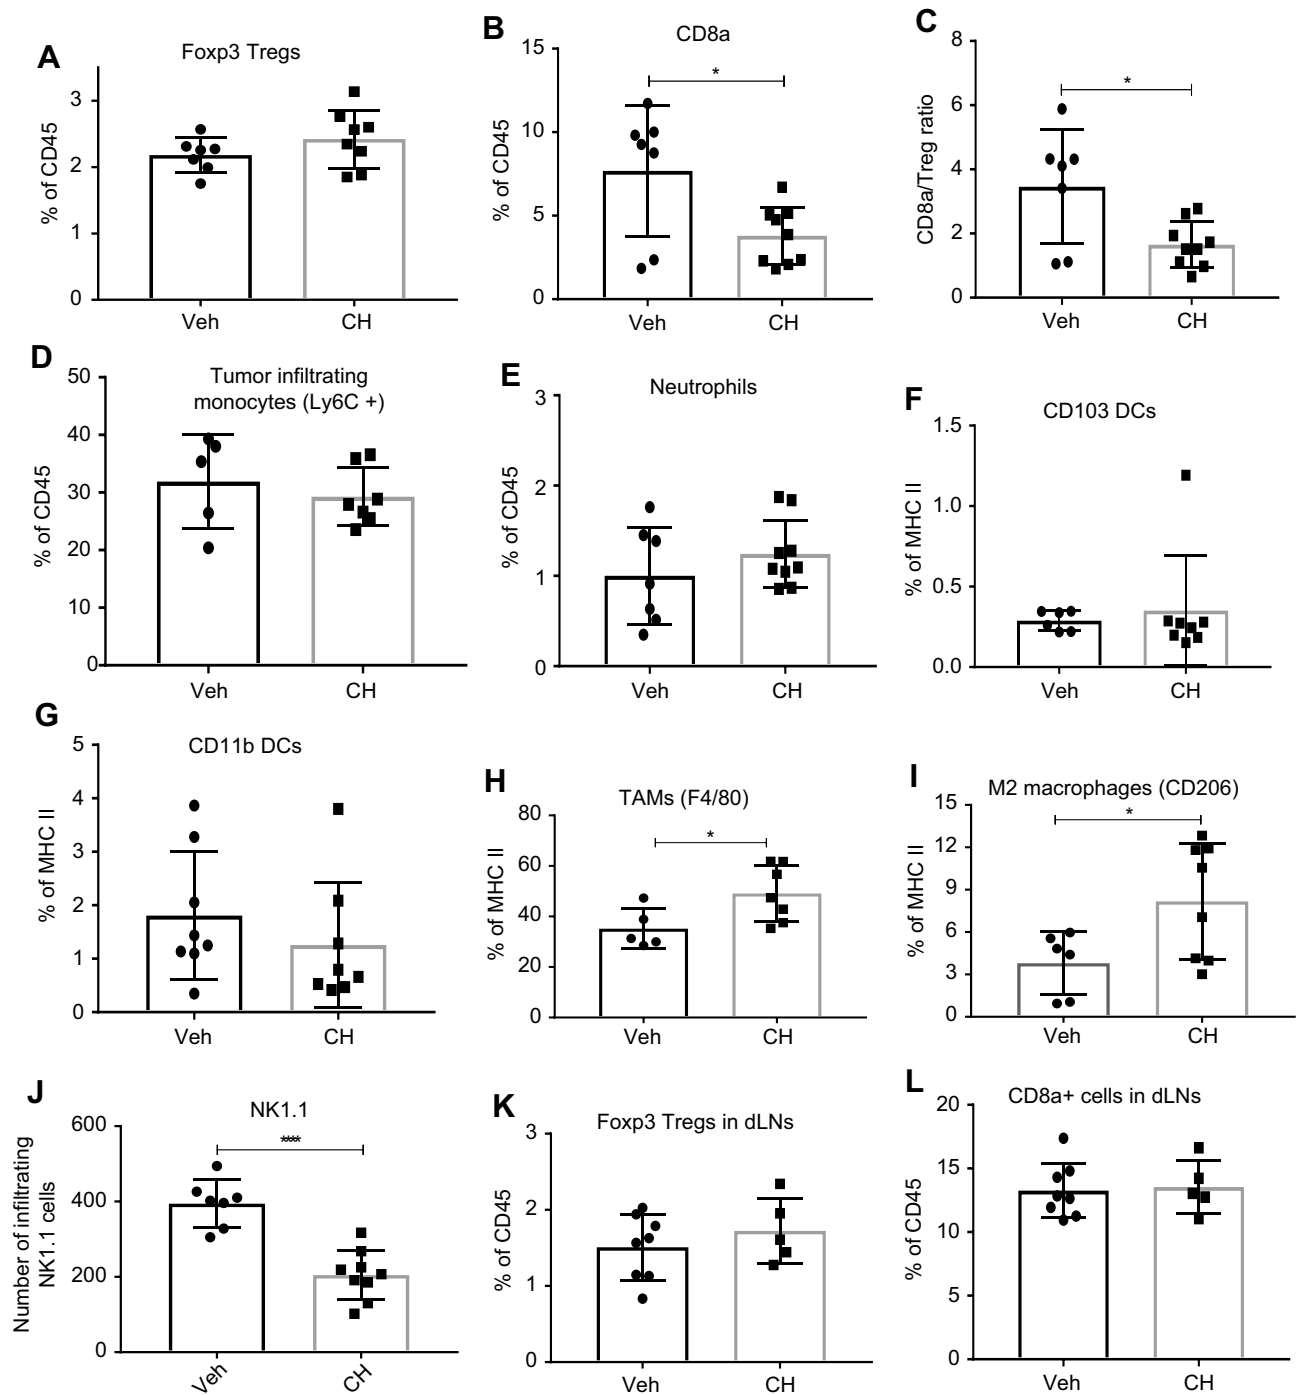 A
Foxp3 Tregs
% of CD45
3
2
1
0
Veh CH
B
CD8a
*
% of CD45
15
10
5
0
Veh CH
C
*
CD8a/Treg ratio
8
6
4
2
0
Veh CH
D
Tumor infiltrating
monocytes (Ly6C +)
% of CD45
50
40
30
20
10
0
Veh CH
E
Neutrophils
% of CD45
3
2
1
0
Veh CH
F
CD103 DCs
% of MHC II
1.5
1.0
0.5
0.0
Veh CH
G
CD11b DCs
% of MHC II
5
4
3
2
1
0
Veh CH
H
TAMs (F4/80)
*
% of MHC II
80
60
40
20
0
Veh CH
I
M2 macrophages (CD206)
*
% of MHC II
15
12
9
6
3
0
Veh CH
J
NK1.1
****
Number of infiltrating
NK1.1 cells
600
400
200
0
Veh CH
K
Foxp3 Tregs in dLNs
% of CD45
3
2
1
0
Veh CH
L
CD8a+ cells in dLNs
% of CD45
20
15
10
5
0
Veh CH